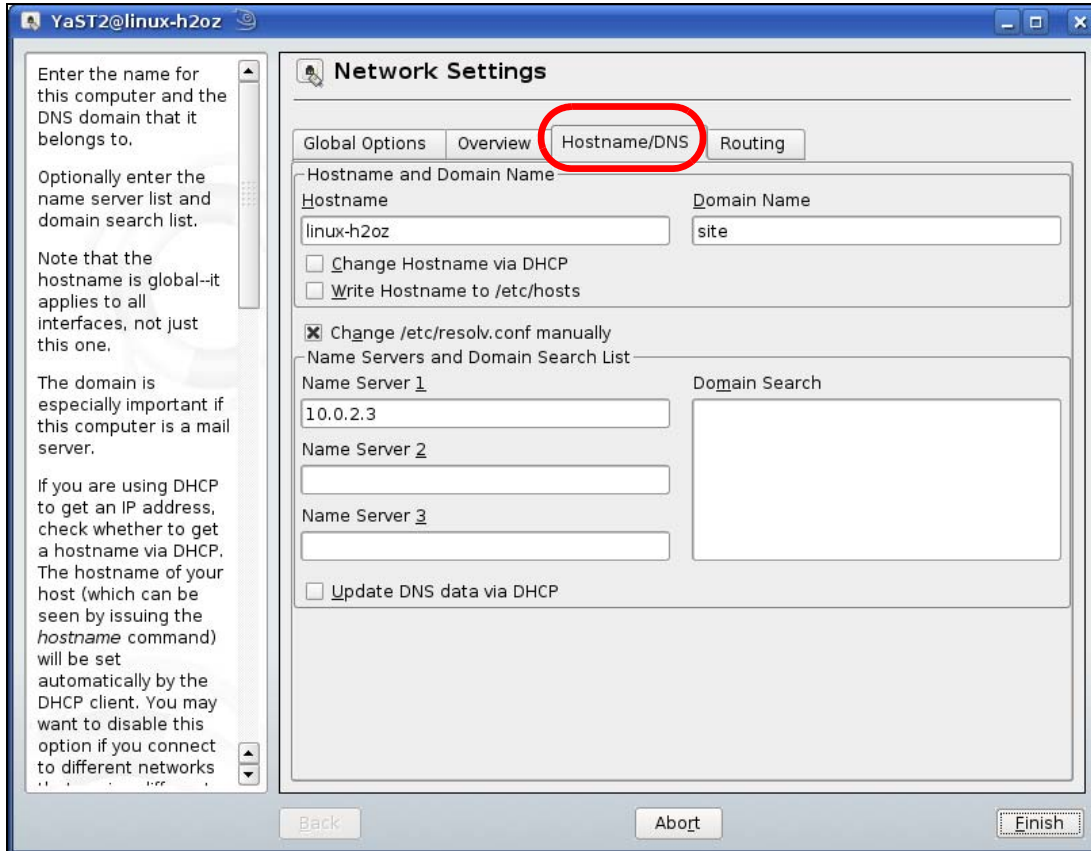 YaST2@linux-h2oz
Enter the name for
this computer and the
DNS domain that it
belongs to.
Optionally enter the
name server list and
domain search list.
Note that the
hostname is global--it
applies to all
interfaces, not just
this one.
The domain is
especially important if
this computer is a mail
server.
If you are using DHCP
to get an IP address,
check whether to get
a hostname via DHCP.
The hostname of your
host (which can be
seen by issuing the
hostname command)
will be set
automatically by the
DHCP client. You may
want to disable this
option if you connect
to different networks
Network Settings
Global Options Overview Hostname/DNS Routing
Hostname and Domain Name
Hostname Domain Name
linux-h2oz site
Change Hostname via DHCP
Write Hostname to /etc/hosts
Change /etc/resolv.conf manually
Name Servers and Domain Search List
Name Server 1 Domain Search
10.0.2.3
Name Server 2
Name Server 3
Update DNS data via DHCP
Back Abort Finish